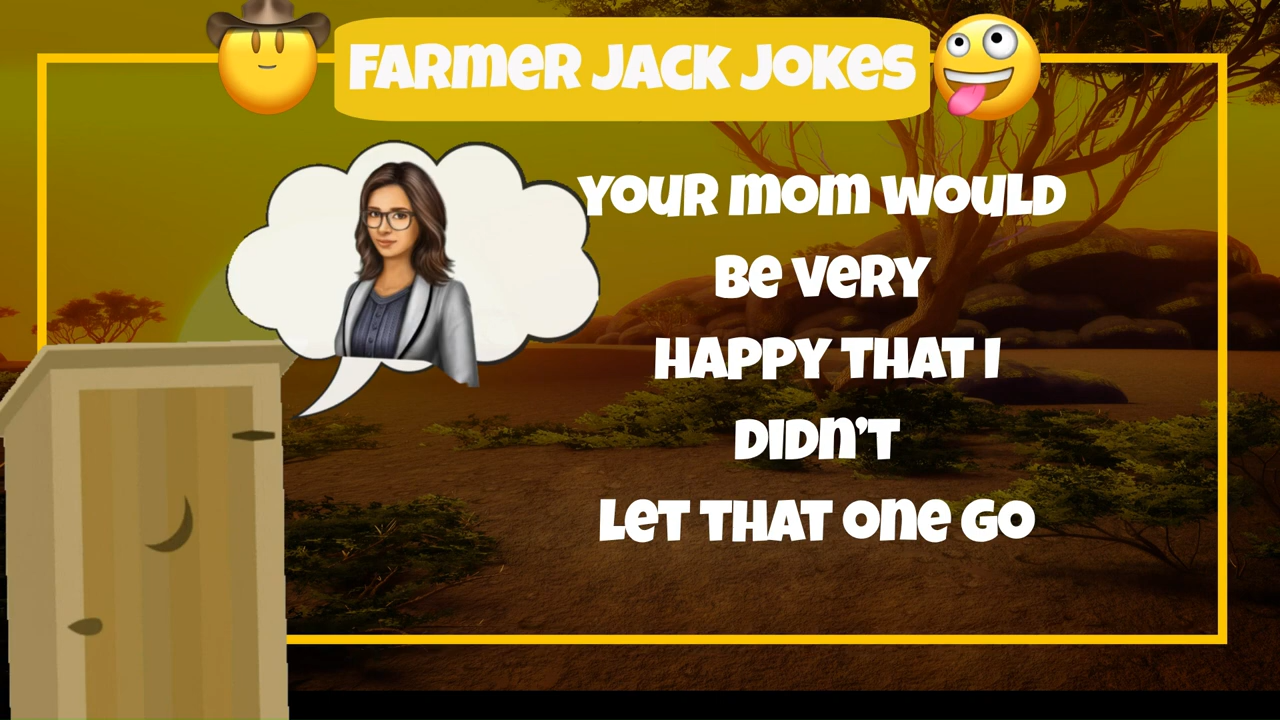 FARMER JACK JOKES
YOUR MOM WOULD
BE VERY
HAPPY THAT I
DIDN'T
LET THAT ONE GO